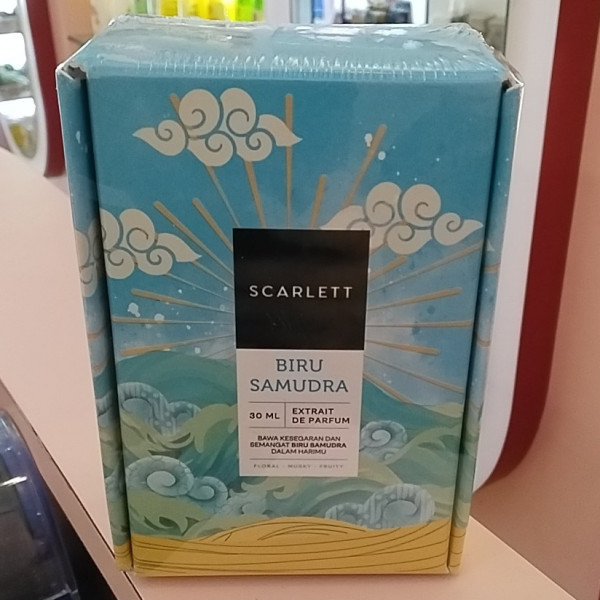 SCARLETT
BIRU
SAMUDRA
30 ML
EXTRAIT
DE PARFUM
BAWA KESEGARAN DAN
SEMANGAT BIRU SAMUDRA
DALAM HARIMU
FLORAL | MUSKY | FRUITY